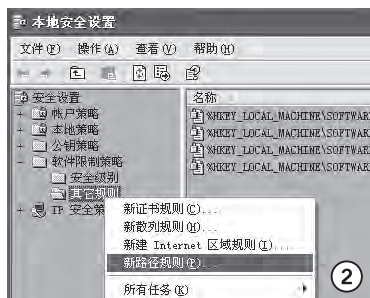 本地安全设置
文件(F) 操作(A) 查看(V) 帮助(H)
安全设置
帐户策略
本地策略
公钥策略
软件限制策略
安全级别
其它规则
IP 安全策
名称
%HKEY_LOCAL_MACHINE\SOFTWAR
%HKEY_LOCAL_MACHINE\SOFTWAR
%HKEY_LOCAL_MACHINE\SOFTWAR
%HKEY_LOCAL_MACHINE\SOFTWAR
新证书规则(C)...
新散列规则(H)...
新建 Internet 区域规则(I)...
新路径规则(P)...
所有任务(K)
2